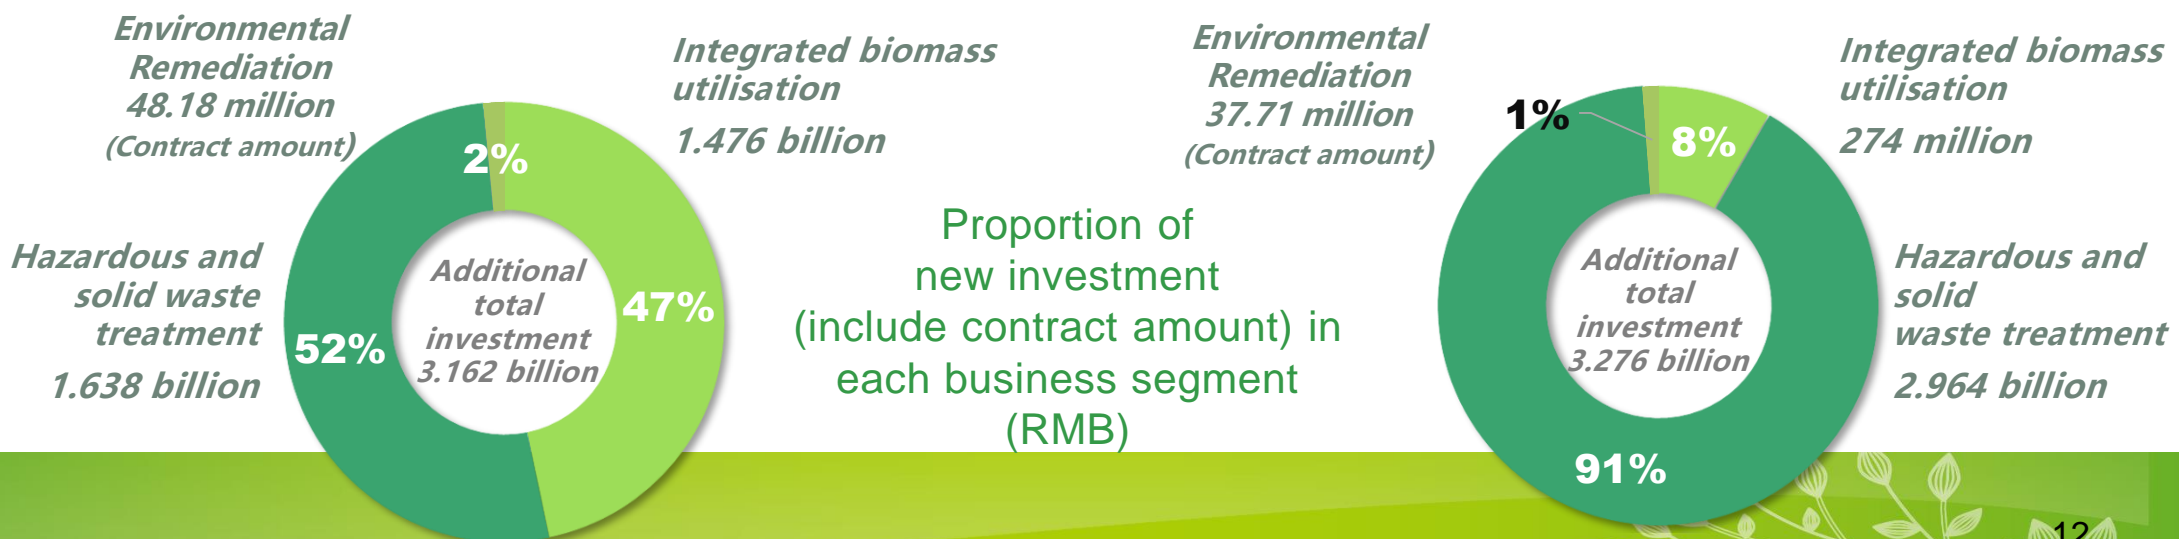 Environmental
Remediation
48.18 million
(Contract amount)
Integrated biomass
utilisation
1.476 billion
2%
47%
52%
Hazardous and
solid waste
treatment
1.638 billion
Additional
total
investment
3.162 billion
Proportion of
new investment
(include contract amount) in
each business segment
(RMB)
Environmental
Remediation
37.71 million
(Contract amount)
1%
8%
Integrated biomass
utilisation
274 million
Additional
total
investment
3.276 billion
Hazardous and
solid
waste treatment
2.964 billion
91%
12